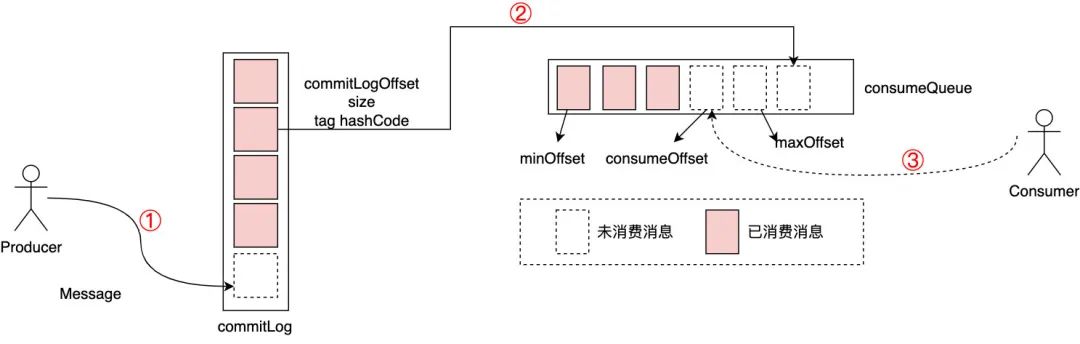 ②
commitLogOffset
size
tag hashCode
consumeQueue
minOffset
consumeOffset
maxOffset
③
Consumer
①
Producer
Message
未消费消息
已消费消息
commitLog